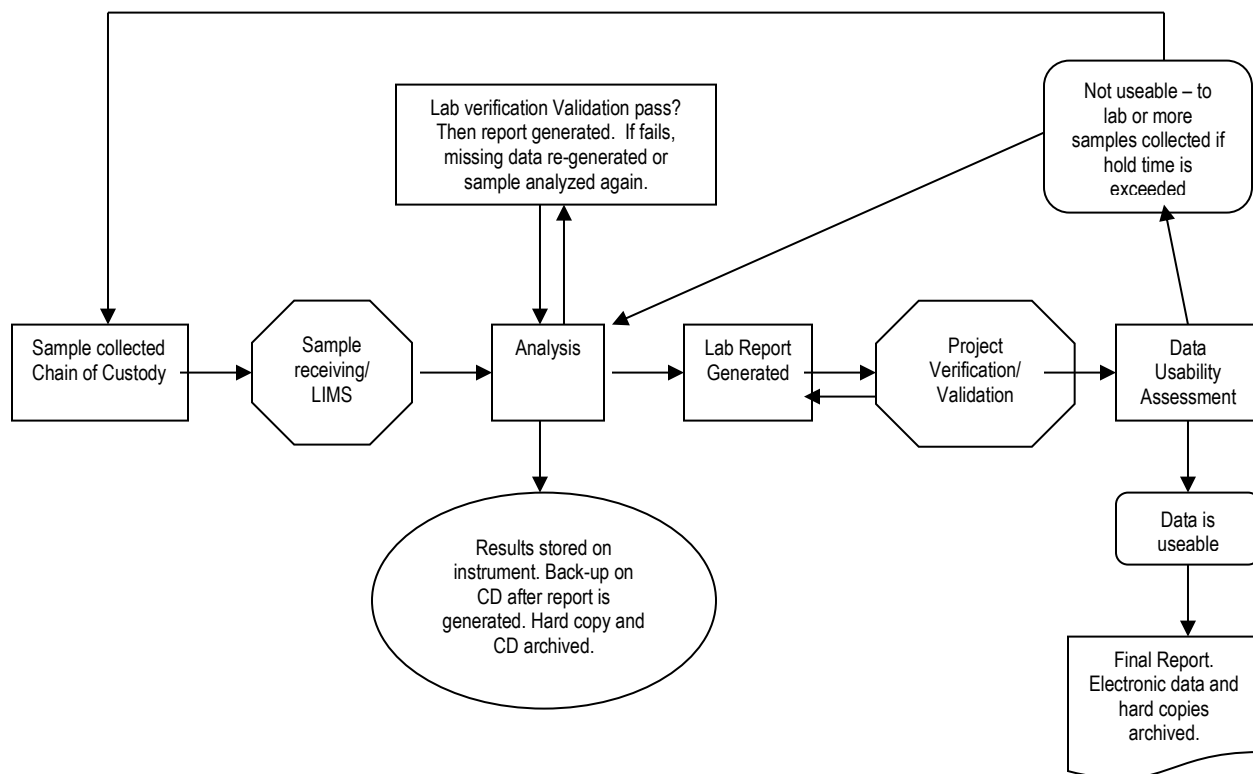 Lab verification Validation pass?
Then report generated. If fails,
missing data re-generated or
sample analyzed again.
Not useable – to
lab or more
samples collected if
hold time is
exceeded
Sample collected
Chain of Custody
Sample
receiving/
LIMS
Analysis
Lab Report
Generated
Project
Verification/
Validation
Data
Usability
Assessment
Results stored on
instrument. Back-up on
CD after report is
generated. Hard copy and
CD archived.
Data is
useable
Final Report.
Electronic data and
hard copies
archived.